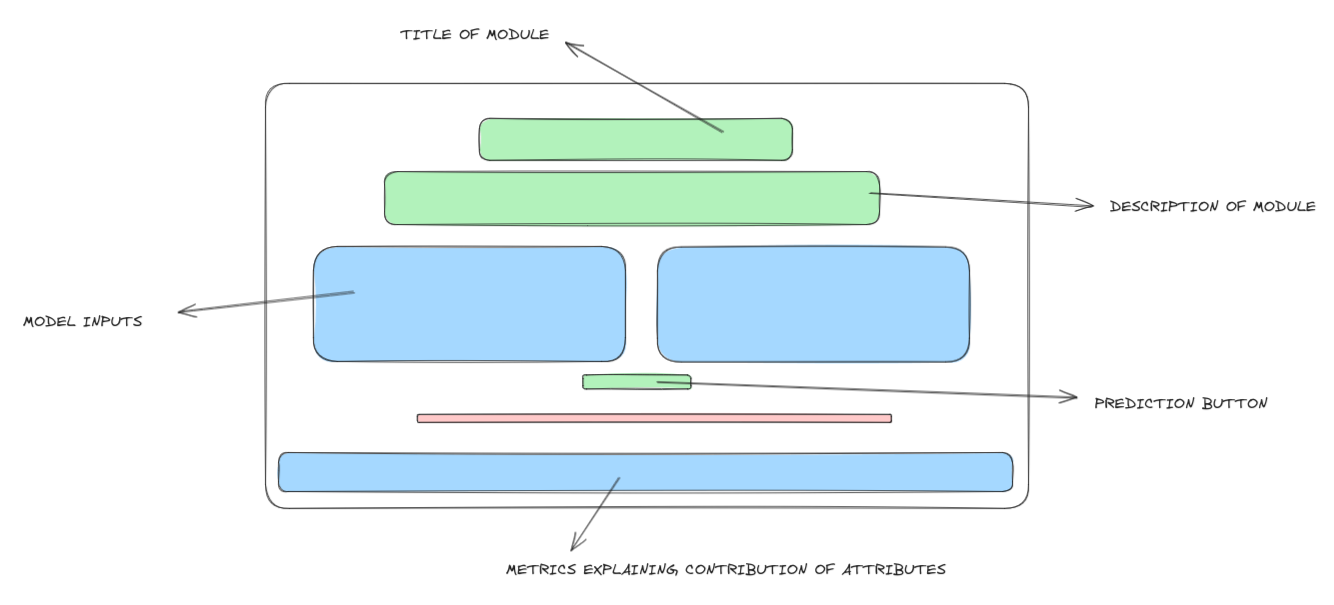 TITLE OF MODULE
DESCRIPTION OF MODULE
MODEL INPUTS
PREDICTION BUTTON
METRICS EXPLAINING, CONTRIBUTION OF ATTRIBUTES